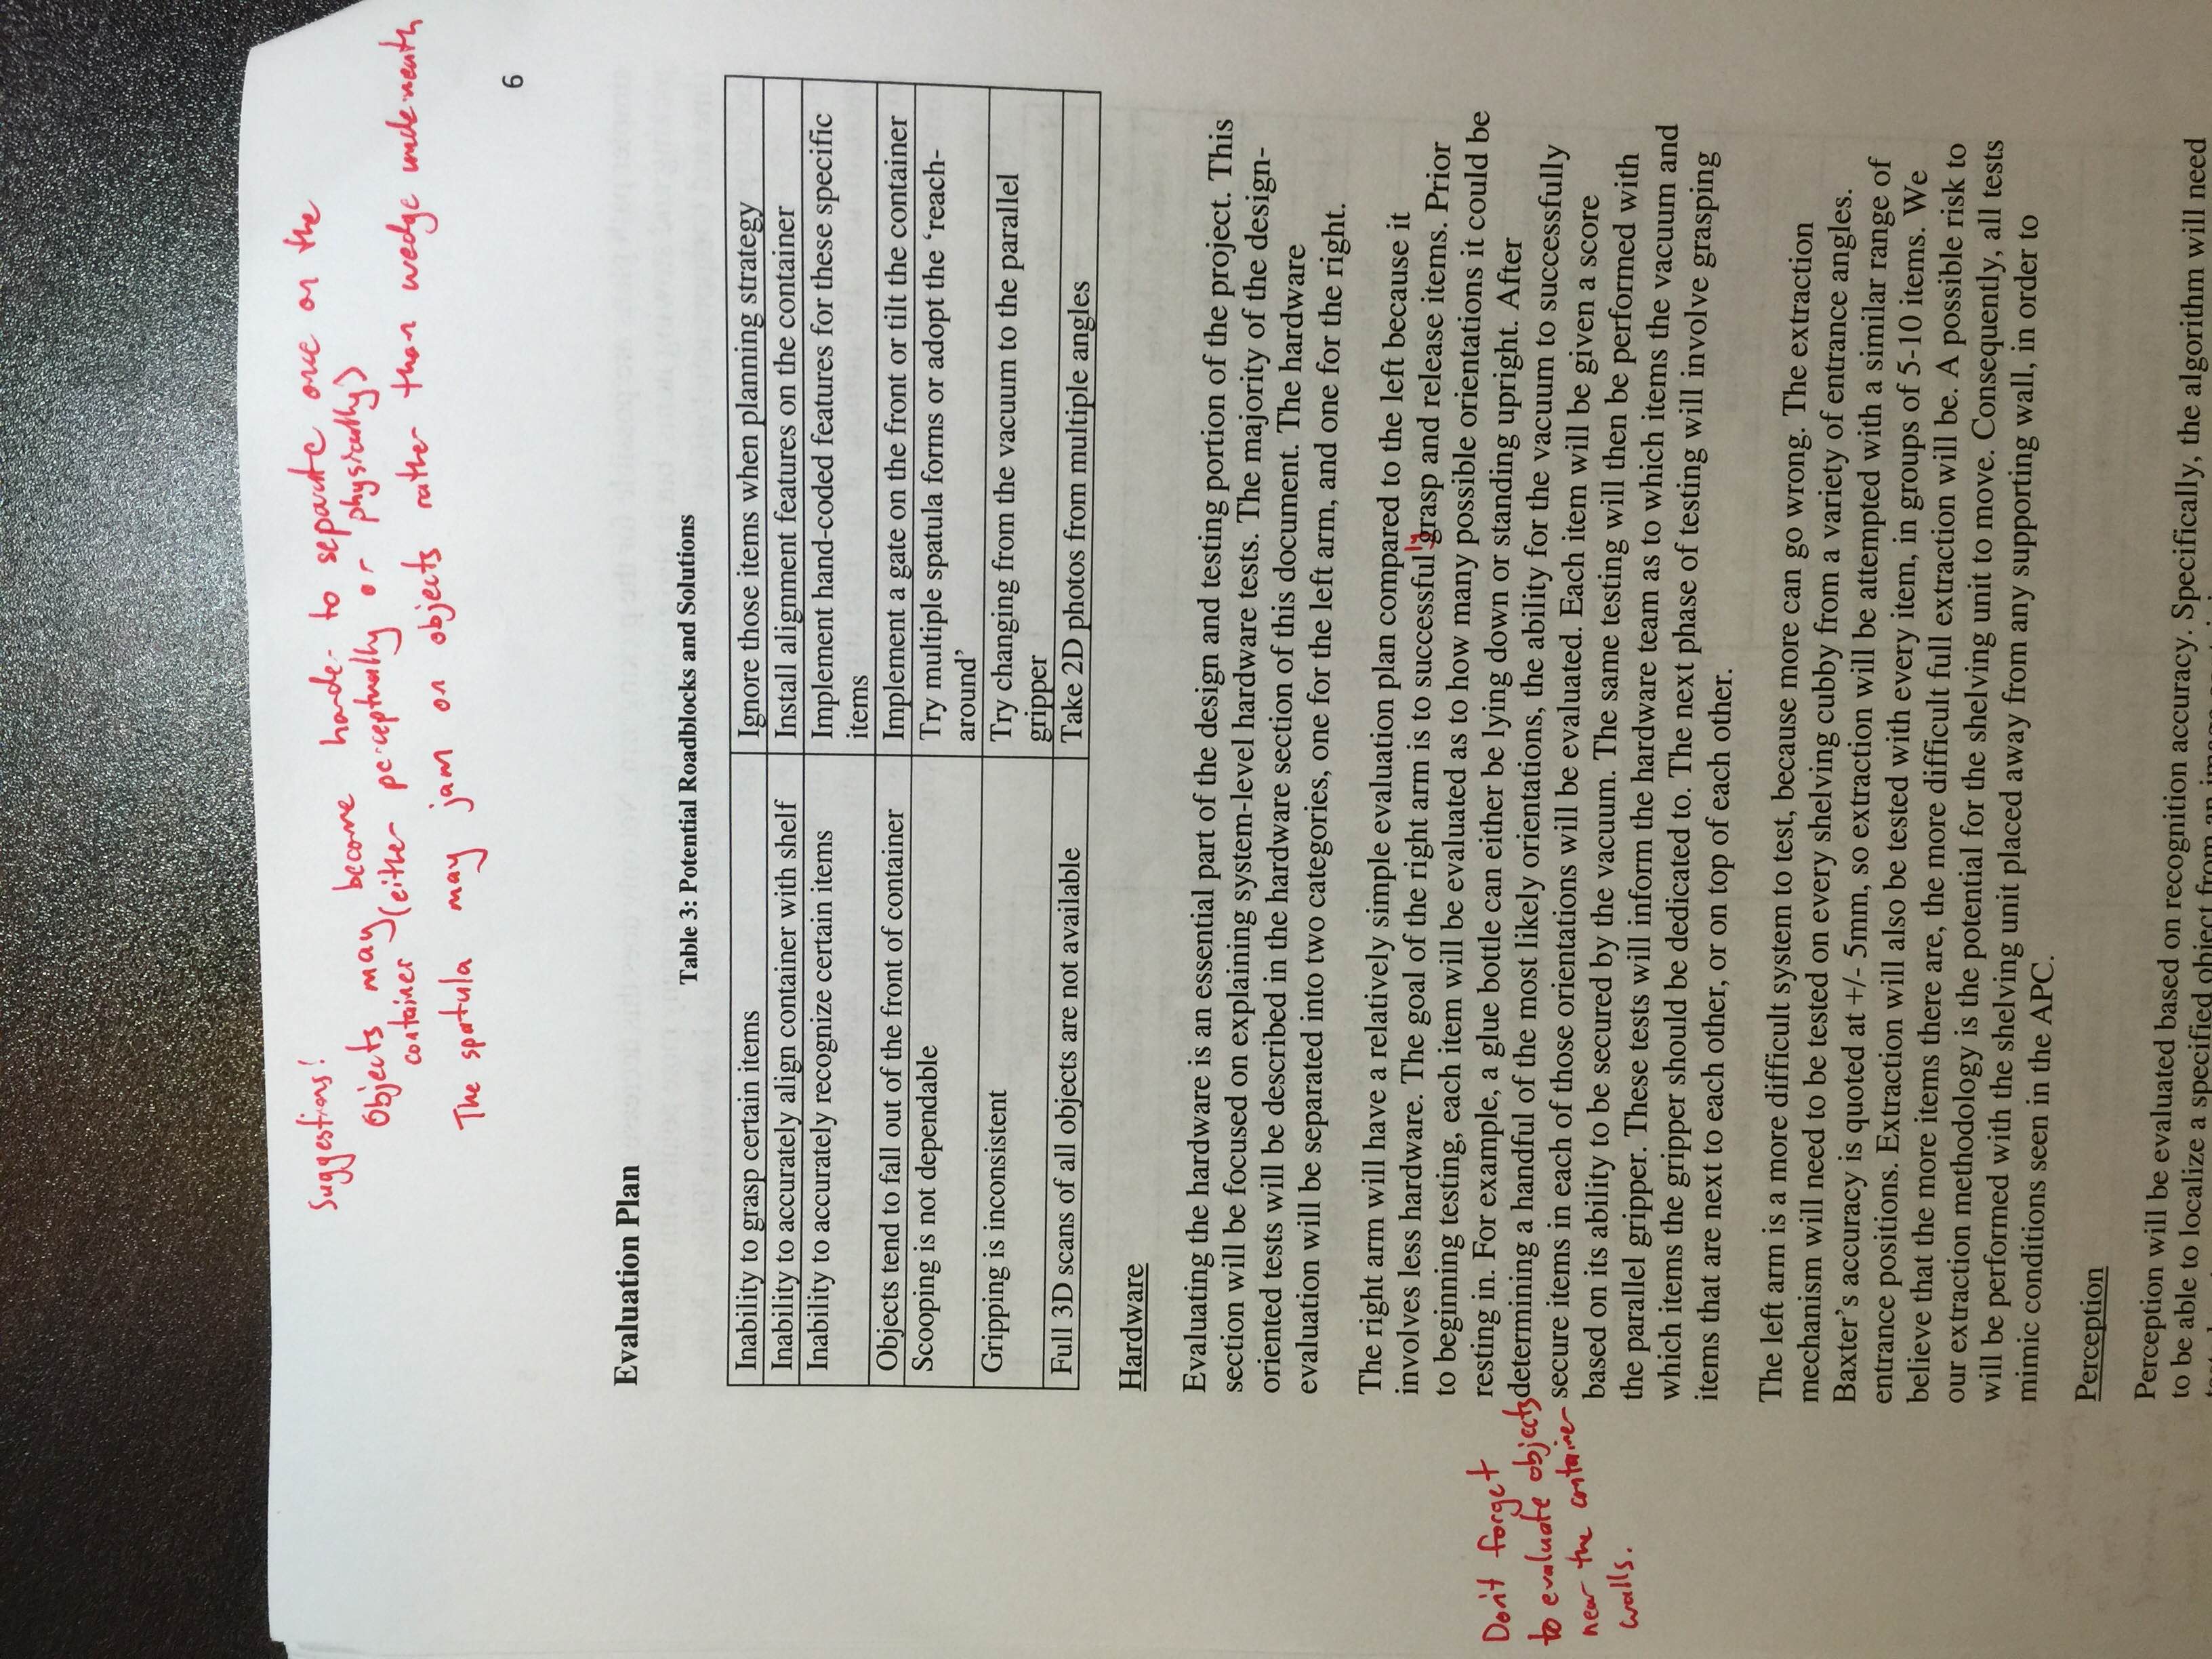 Suggestions!
Objects may become harder to separate once on the
container (either perceptually or physically)
The spatula may jam on objects rather than wedge underneath
6
Evaluation Plan
Table 3: Potential Roadblocks and Solutions
Inability to grasp certain items
Ignore those items when planning strategy
Inability to accurately align container with shelf
Install alignment features on the container
Inability to accurately recognize certain items
Implement hand-coded features for these specific
items
Objects tend to fall out of the front of container
Implement a gate on the front or tilt the container
Scooping is not dependable
Try multiple spatula forms or adopt the ‘reach-
around’
Gripping is inconsistent
Try changing from the vacuum to the parallel
gripper
Full 3D scans of all objects are not available
Take 2D photos from multiple angles
Hardware
Evaluating the hardware is an essential part of the design and testing portion of the project. This
section will be focused on explaining system-level hardware tests. The majority of the design-
oriented tests will be described in the hardware section of this document. The hardware
evaluation will be separated into two categories, one for the left arm, and one for the right.
The right arm will have a relatively simple evaluation plan compared to the left because it
involves less hardware. The goal of the right arm is to successfully grasp and release items. Prior
to beginning testing, each item will be evaluated as to how many possible orientations it could be
resting in. For example, a glue bottle can either be lying down or standing upright. After
determining a handful of the most likely orientations, the ability for the vacuum to successfully
secure items in each of those orientations will be evaluated. Each item will be given a score
based on its ability to be secured by the vacuum. The same testing will then be performed with
the parallel gripper. These tests will inform the hardware team as to which items the vacuum and
which items the gripper should be dedicated to. The next phase of testing will involve grasping
items that are next to each other, or on top of each other.
Don't forget
to evaluate objects
near the container
walls.
The left arm is a more difficult system to test, because more can go wrong. The extraction
mechanism will need to be tested on every shelving cubby from a variety of entrance angles.
Baxter’s accuracy is quoted at +/- 5mm, so extraction will be attempted with a similar range of
entrance positions. Extraction will also be tested with every item, in groups of 5-10 items. We
believe that the more items there are, the more difficult full extraction will be. A possible risk to
our extraction methodology is the potential for the shelving unit to move. Consequently, all tests
will be performed with the shelving unit placed away from any supporting wall, in order to
mimic conditions seen in the APC.
Perception
Perception will be evaluated based on recognition accuracy. Specifically, the algorithm will need
to be able to localize a specified object from an image